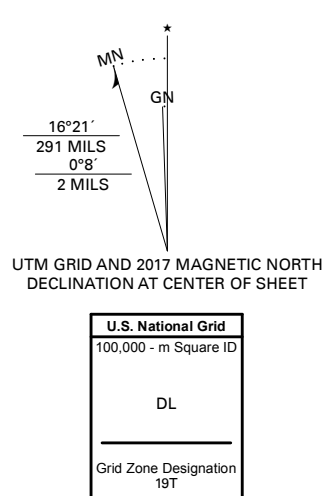 ★
MN
GN
16°21´
291 MILS
0°8´
2 MILS
UTM GRID AND 2017 MAGNETIC NORTH
DECLINATION AT CENTER OF SHEET
U.S. National Grid
100,000 - m Square ID
DL
Grid Zone Designation
19T